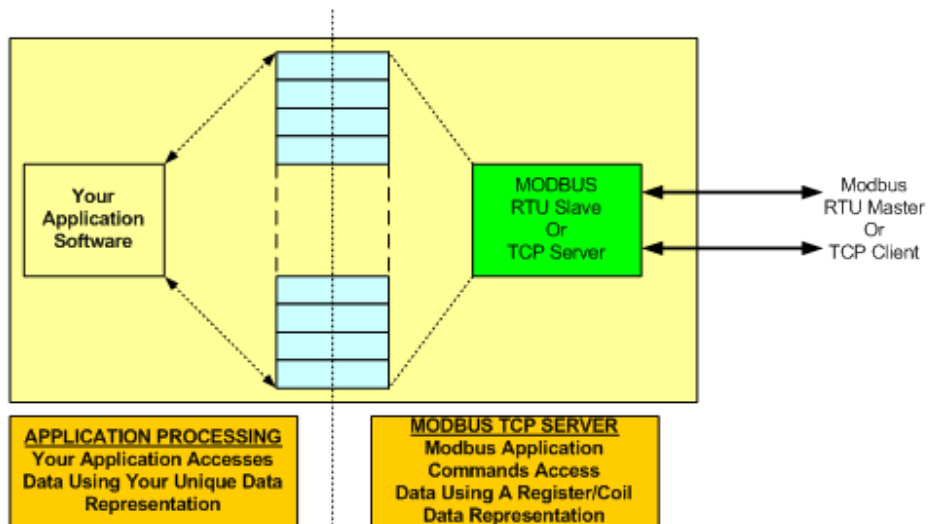 Your
Application
Software
MODBUS
RTU Slave
Or
TCP Server
Modbus
RTU Master
Or
TCP Client
APPLICATION PROCESSING
Your Application Accesses
Data Using Your Unique Data
Representation
MODBUS TCP SERVER
Modbus Application
Commands Access
Data Using A Register/Coil
Data Representation